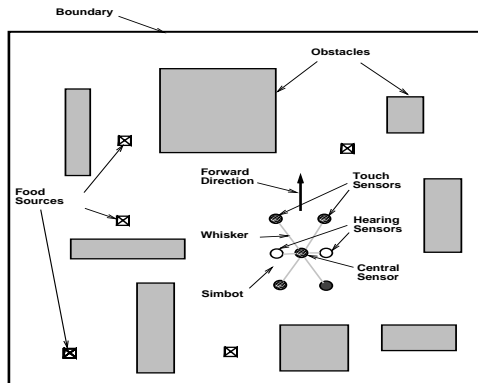 Boundary
Obstacles
Forward
Direction
Touch
Sensors
Food
Sources
Hearing
Sensors
Whisker
Central
Sensor
Simbot